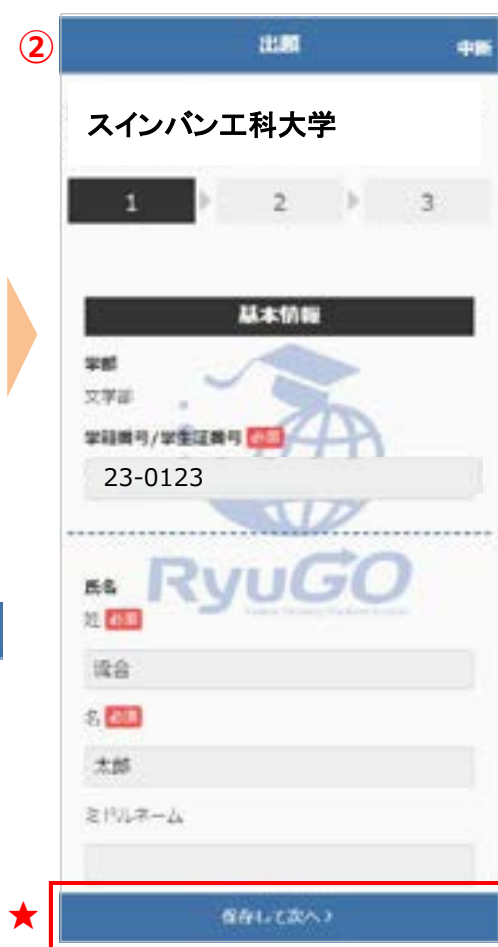 ②
出願 中断
スインバン工科大学
1 2 3
基本情報
学部
文学部
学籍番号/学生証番号 必須
23-0123
RyuGO
氏名
姓 必須
流合
名 必須
太郎
ミドルネーム
★ 保存して次へ >